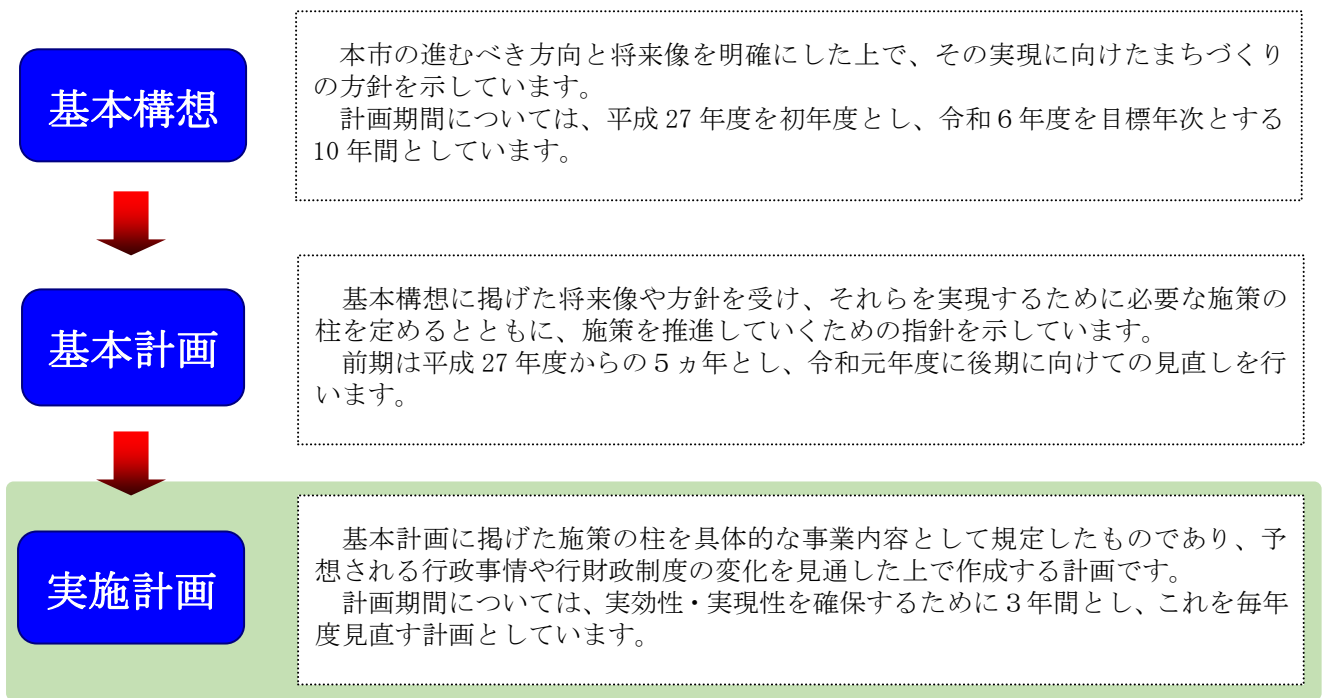 基本構想
本市の進むべき方向と将来像を明確にした上で、その実現に向けたまちづくり
の方針を示しています。
計画期間については、平成 27 年度を初年度とし、令和６年度を目標年次とする
10 年間としています。
基本計画
基本構想に掲げた将来像や方針を受け、それらを実現するために必要な施策の
柱を定めるとともに、施策を推進していくための指針を示しています。
前期は平成 27 年度からの５ヵ年とし、令和元年度に後期に向けての見直しを行
います。
実施計画
基本計画に掲げた施策の柱を具体的な事業内容として規定したものであり、予
想される行政事情や行財政制度の変化を見通した上で作成する計画です。
計画期間については、実効性・実現性を確保するために３年間とし、これを毎年
度見直す計画としています。